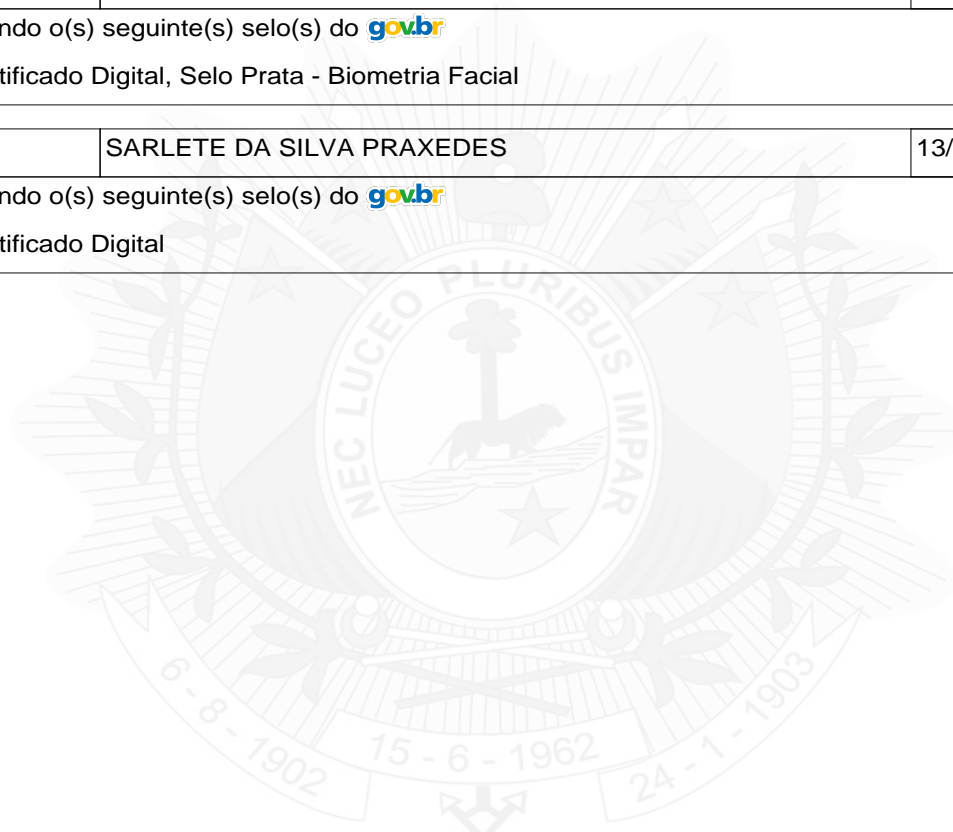 ndo o(s) seguinte(s) selo(s) do gov.br
tificado Digital, Selo Prata - Biometria Facial
SARLETE DA SILVA PRAXEDES 13/
ndo o(s) seguinte(s) selo(s) do gov.br
tificado Digital
NEC LUCEO PLURIBUS IMPAR
6 - 8 - 1902 15 - 6 - 1962 24 - 1 - 1903